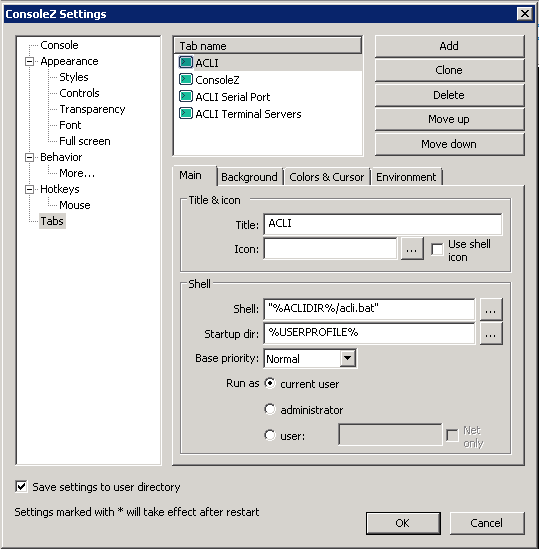 ConsoleZ Settings
Console
Appearance
Styles
Controls
Transparency
Font
Full screen
Behavior
More...
Hotkeys
Mouse
Tabs
Tab name
ACLI
ConsoleZ
ACLI Serial Port
ACLI Terminal Servers
Add
Clone
Delete
Move up
Move down
Main Background Colors & Cursor Environment
Title & icon
Title: ACLI
Icon: ... Use shell icon
Shell
Shell: "%ACLIDIR%/acli.bat" ...
Startup dir: %USERPROFILE% ...
Base priority: Normal
Run as current user
administrator
user: Net only
Save settings to user directory
Settings marked with * will take effect after restart
OK Cancel